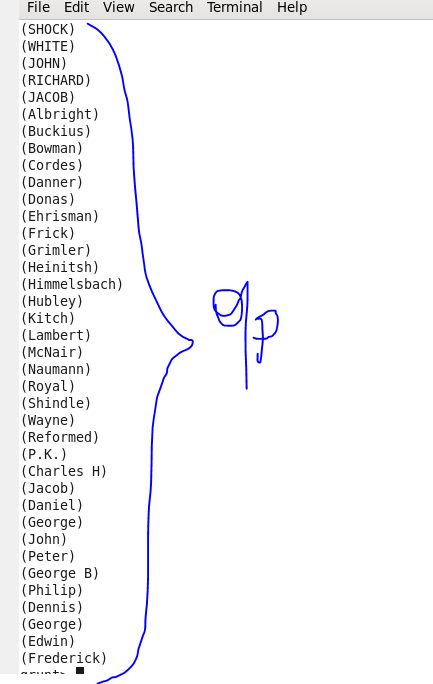 File Edit View Search Terminal Help
(SHOCK)
(WHITE)
(JOHN)
(RICHARD)
(JACOB)
(Albright)
(Buckius)
(Bowman)
(Cordes)
(Danner)
(Donas)
(Ehrisman)
(Frick)
(Grimler)
(Heinitsh)
(Himmelsbach)
(Hubley)
(Kitch)
(Lambert)
(McNair)
(Naumann)
(Royal)
(Shindle)
(Wayne)
(Reformed)
(P.K.)
(Charles H)
(Jacob)
(Daniel)
(George)
(John)
(Peter)
(George B)
(Philip)
(Dennis)
(George)
(Edwin)
(Frederick)
grunt>